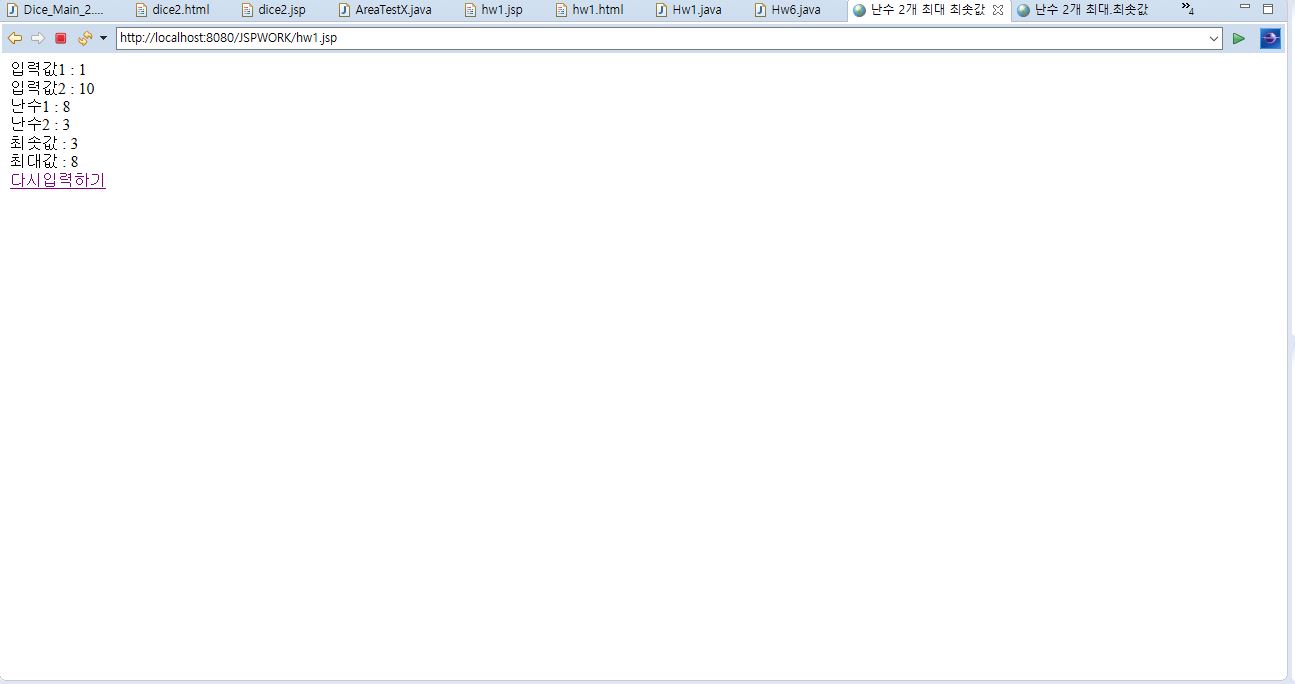 Dice_Main_2.... dice2.html dice2.jsp AreaTestX.java hw1.jsp hw1.html Hw1.java Hw6.java 난수 2개 최대 최솟값 난수 2개 최대.최솟값 4
http://localhost:8080/JSPWORK/hw1.jsp
입력값1 : 1
입력값2 : 10
난수1 : 8
난수2 : 3
최솟값 : 3
최대값 : 8
다시입력하기